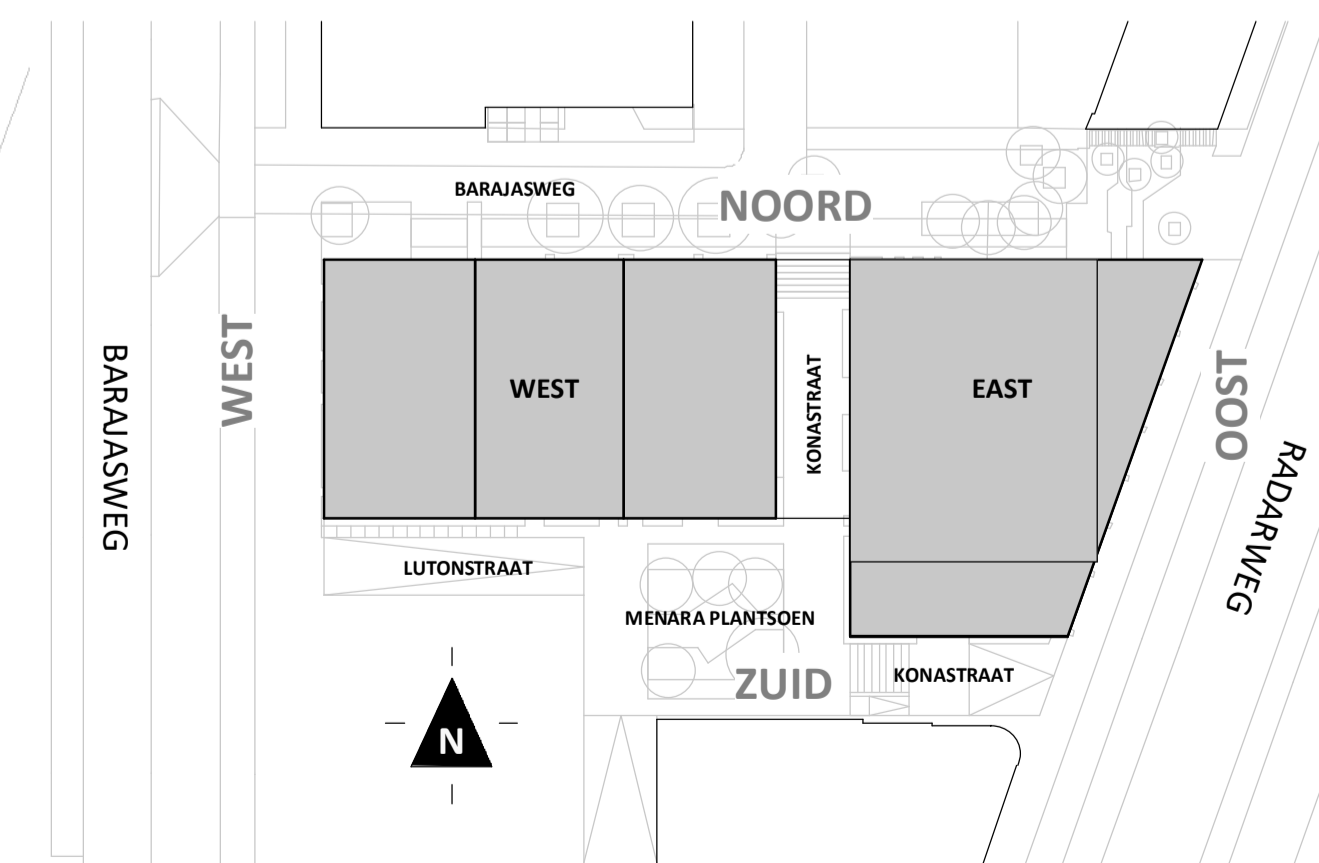 BARAJASWEG
NOORD
BARAJASWEG
WEST
WEST
KONASTRAAT
EAST
OOST
RADARWEG
LUTONSTRAAT
MENARA PLANTSOEN
ZUID
KONASTRAAT
N